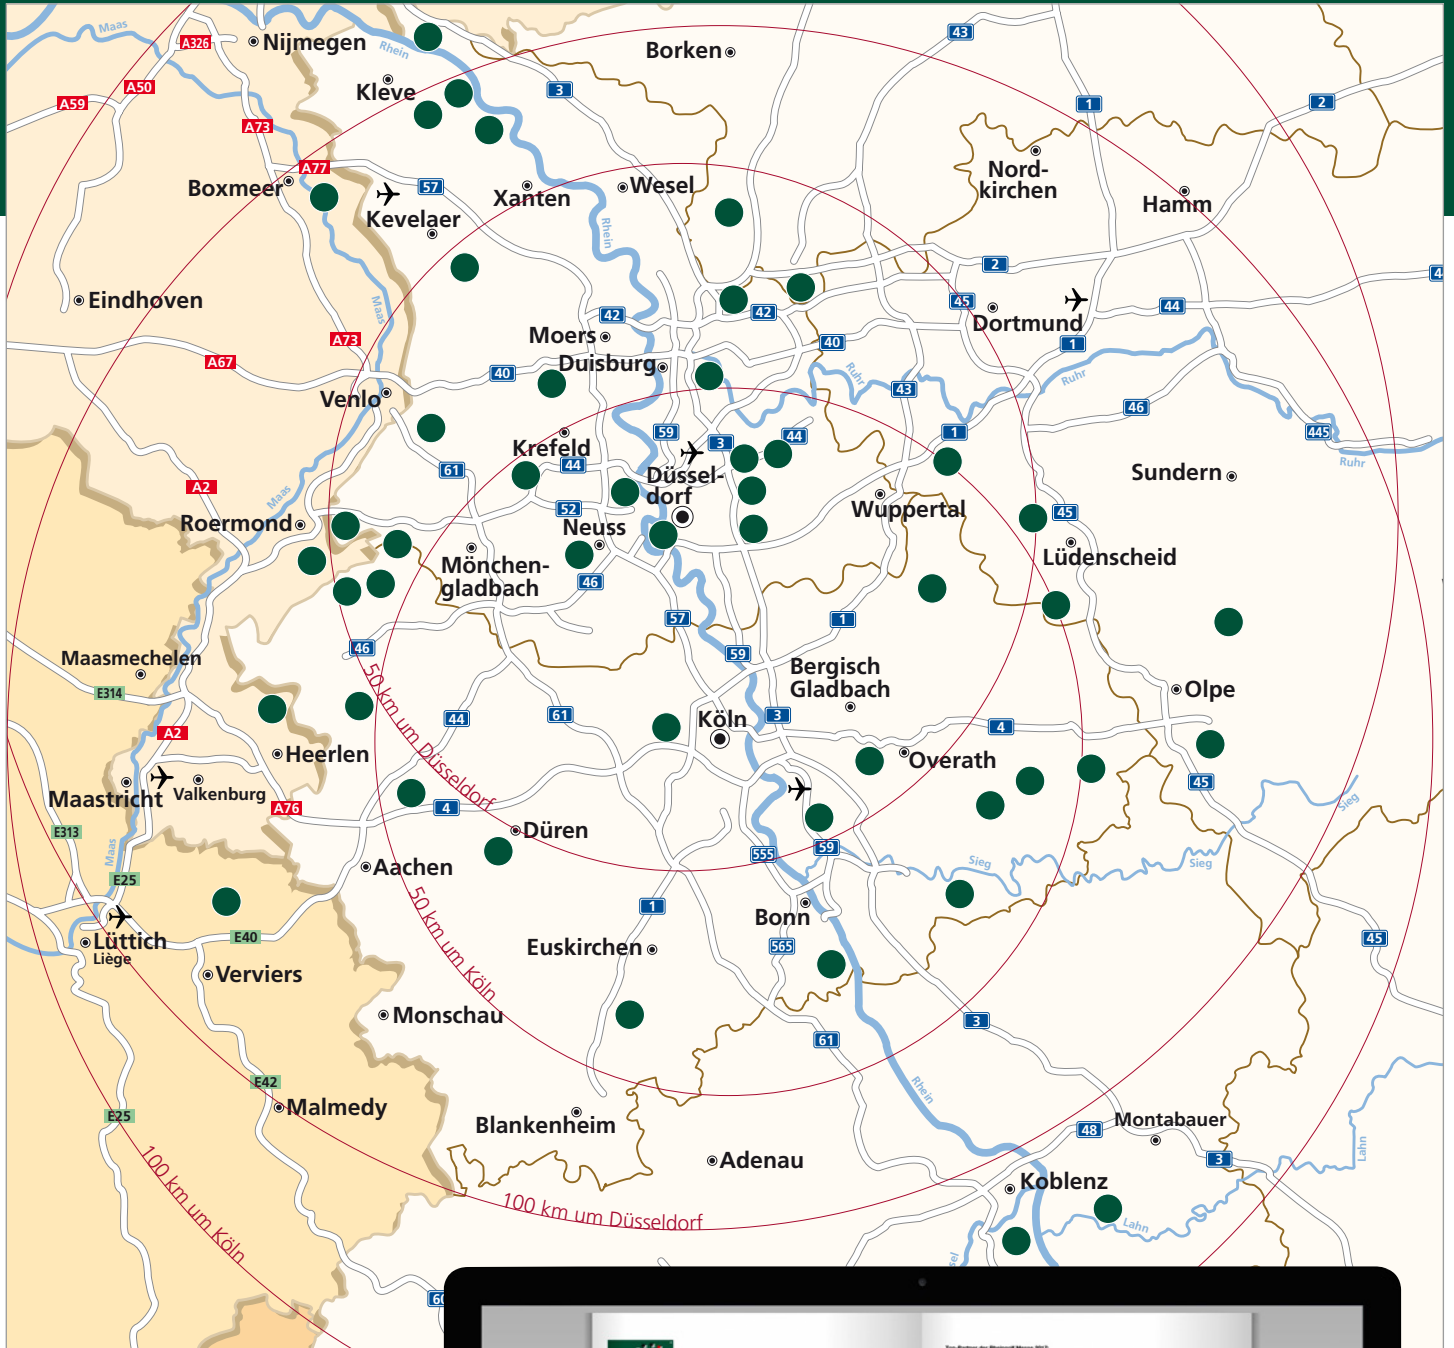 Maas
A326
Nijmegen
Rhein
Borken
43
A50
A59
Kleve
3
1
2
A73
A77
Boxmeer
57
Xanten
Wesel
Nord-
kirchen
Hamm
Kevelaer
Rhein
2
Eindhoven
Maas
42
42
45
Dortmund
44
A73
Moers
40
1
A67
Duisburg
40
Ruhr
43
Ruhr
Venlo
46
Krefeld
59
3
44
1
445
Ruhr
61
44
Düssel-
dorf
Sundern
A2
Maas
52
Wuppertal
45
Roermond
Neuss
Lüdenscheid
Mönchen-
gladbach
46
57
1
46
59
Maasmechelen
Bergisch
Gladbach
Olpe
E314
50 km um Düsseldorf
44
61
Köln
3
4
A2
Heerlen
Overath
Maastricht
Valkenburg
45
A76
4
Sieg
E313
Düren
Maas
555
59
Sieg
Sieg
Aachen
E25
50 km um Köln
1
Bonn
Lüttich
Liège
E40
Euskirchen
565
45
Verviers
Monschau
3
61
E42
Rhein
Malmedy
E25
Blankenheim
48
Montabauer
Lahn
100 km um Köln
Adenau
3
Koblenz
100 km um Düsseldorf
Lahn